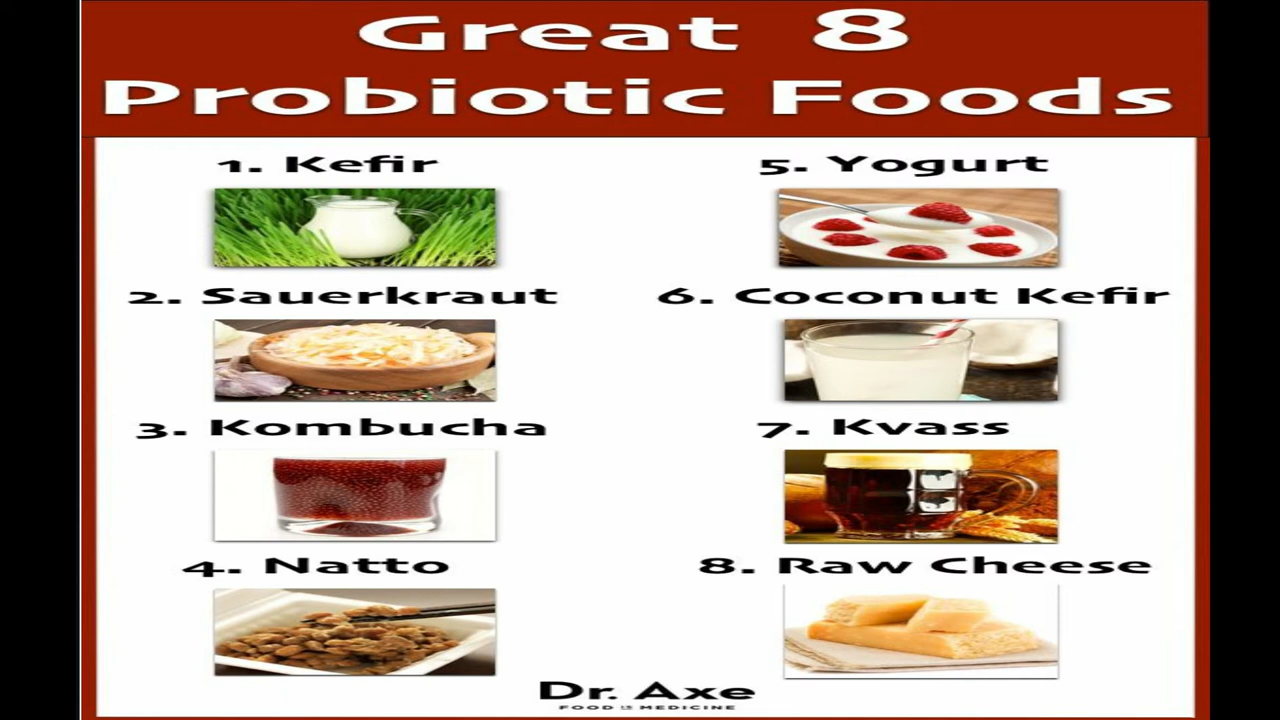 Great 8
Probiotic Foods
1. Kefir
2. Sauerkraut
3. Kombucha
4. Natto
5. Yogurt
6. Coconut Kefir
7. Kvass
8. Raw Cheese
Dr. Axe
FOOD IS MEDICINE